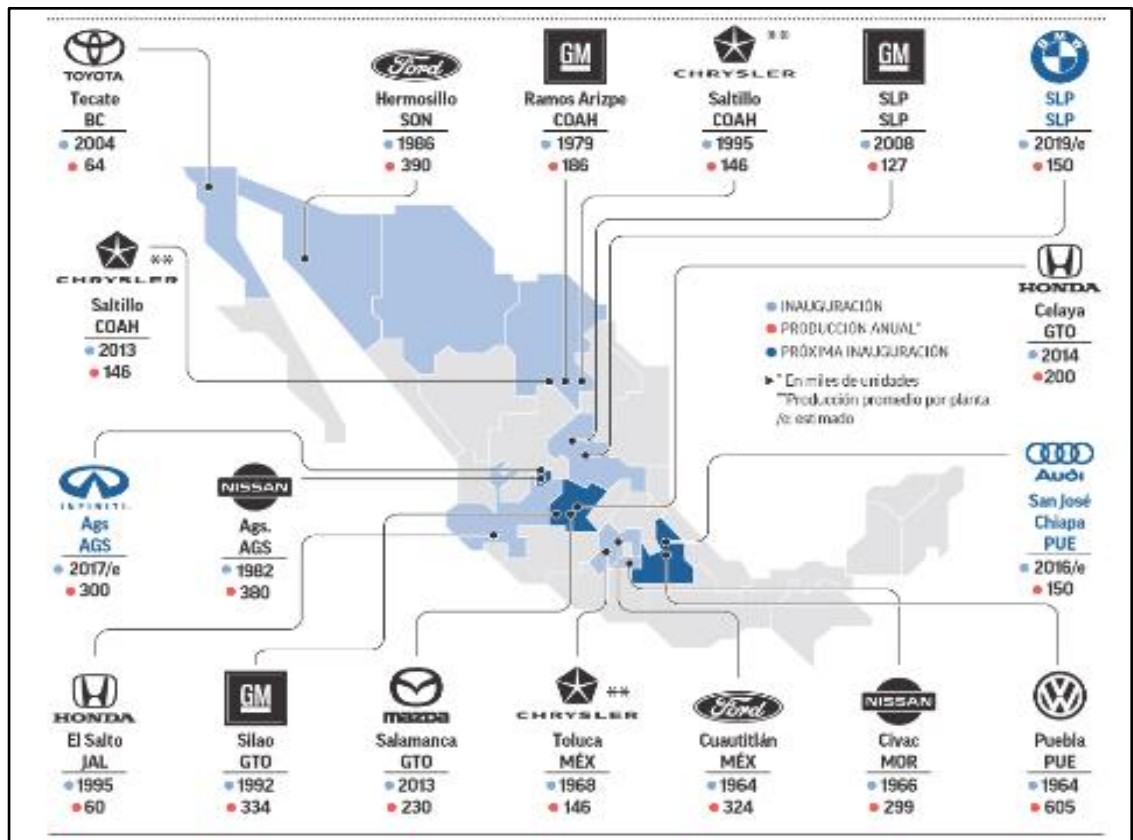 TOYOTA
Tecate
BC
2004
64
Ford
Hermosillo
SON
1986
390
GM
Ramos Arizpe
COAH
1979
186
**
CHRYSLER
Saltillo
COAH
1995
146
GM
SLP
SLP
2008
127
BMW
SLP
SLP
2019/e
150
**
CHRYSLER
Saltillo
COAH
2013
146
INAUGURACIÓN
PRODUCCIÓN ANUAL*
PRÓXIMA INAUGURACIÓN
* En miles de unidades
**Producción promedio por planta
/e: estimado
HONDA
Celaya
GTO
2014
200
INFINITI
Ags
AGS
2017/e
300
NISSAN
Ags.
AGS
1982
380
Audi
San José
Chiapa
PUE
2016/e
150
HONDA
El Salto
JAL
1995
60
GM
Silao
GTO
1992
334
mazda
Salamanca
GTO
2013
230
**
CHRYSLER
Toluca
MÉX
1968
146
Ford
Cuautitlán
MÉX
1964
324
NISSAN
Civac
MOR
1966
299
Puebla
PUE
1964
605